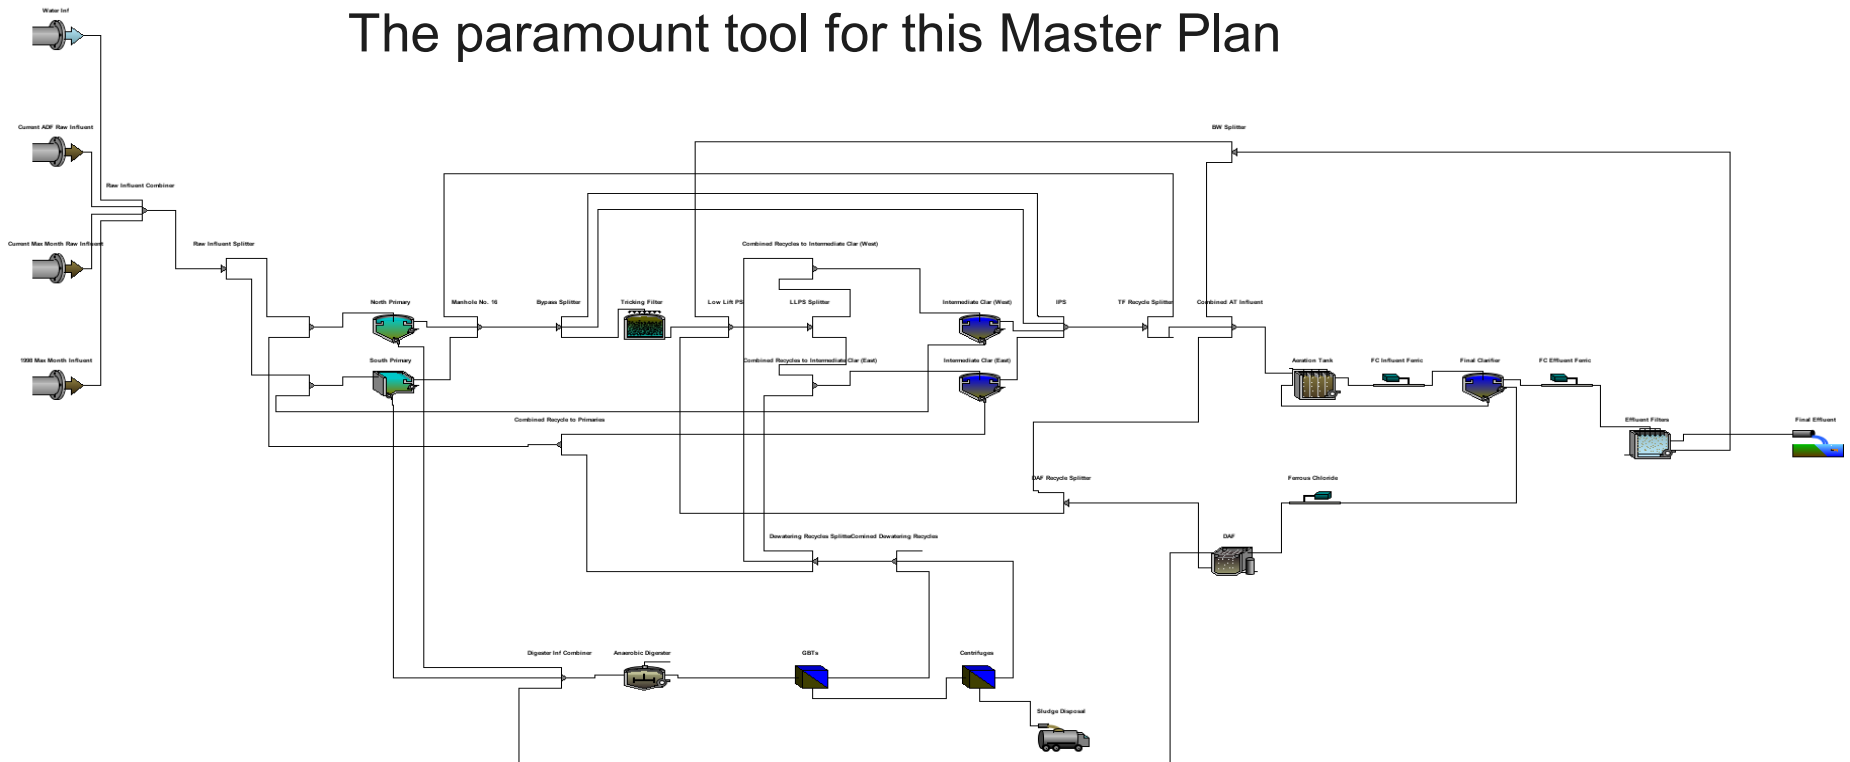 The paramount tool for this Master Plan
Water Inf
Current ADF Raw Influent
BW Splitter
Raw Influent Combiner
Current Max Month Raw Influent
Raw Influent Splitter
Combined Recycles to Intermediate Clar (West)
North Primary
Manhole No. 16
Bypass Splitter
Tricking Filter
Low Lift PS
LLPS Splitter
Intermediate Clar (West)
IPS
TF Recycle Splitter
Combined AT Influent
1998 Max Month Influent
South Primary
Combined Recycles to Intermediate Clar (East)
Intermediate Clar (East)
Aeration Tank
FC Influent Ferric
Final Clarifier
FC Effluent Ferric
Combined Recycle to Primaries
Effluent Filters
Final Effluent
DAF Recycle Splitter
Ferrous Chloride
Dewatering Recycles Splitter
Comined Dewatering Recycles
DAF
Digester Inf Combiner
Anaerobic Digester
GBTs
Centrifuges
Sludge Disposal